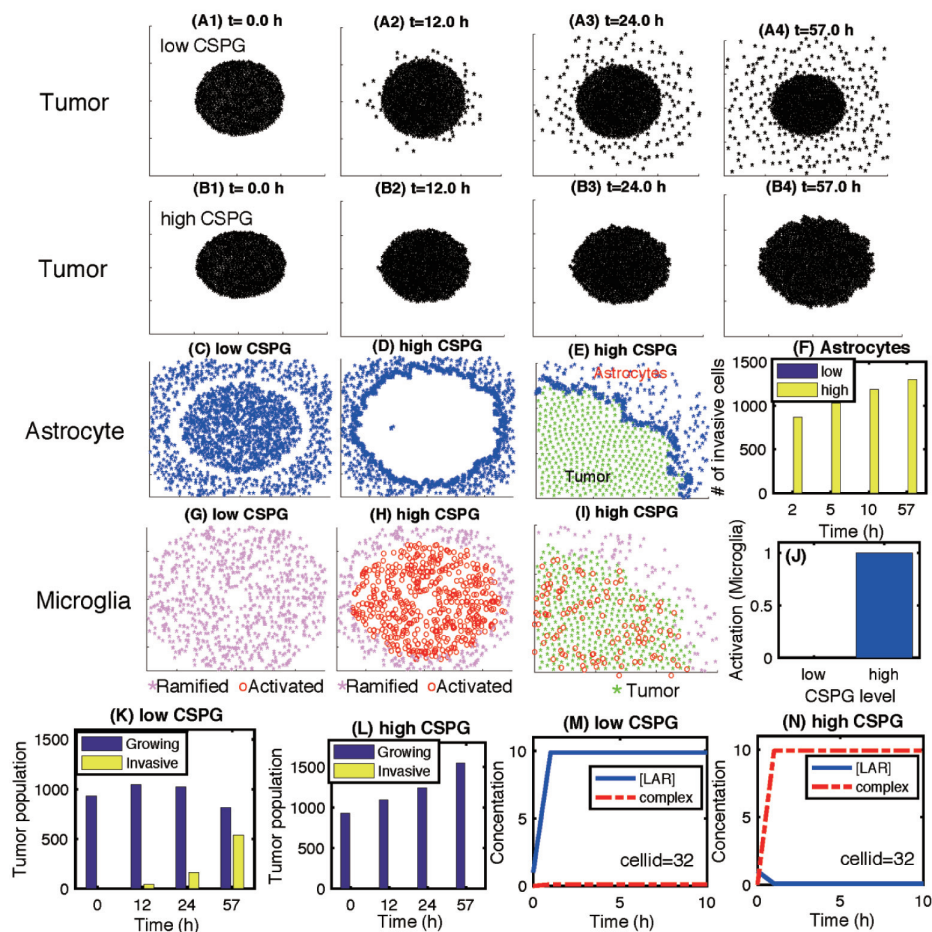 (A1) t= 0.0 h
(A2) t=12.0 h
(A3) t=24.0 h
(A4) t=57.0 h
low CSPG
Tumor
(B1) t= 0.0 h
(B2) t=12.0 h
(B3) t=24.0 h
(B4) t=57.0 h
high CSPG
Tumor
(C) low CSPG
(D) high CSPG
(E) high CSPG
(F) Astrocytes
Astrocyte
Astrocytes
Tumor
# of invasive cells
1500
1000
500
0
low
high
2 5 10 57
Time (h)
(G) low CSPG
(H) high CSPG
(I) high CSPG
(J)
Microglia
*Ramified oActivated
*Ramified oActivated
* Tumor
Activation (Microglia)
1
0.5
0
low high
CSPG level
(K) low CSPG
Tumor population
1500
1000
500
0
Growing
Invasive
0 12 24 57
Time (h)
(L) high CSPG
Tumor population
1500
1000
500
0
Growing
Invasive
0 12 24 57
Time (h)
(M) low CSPG
Concentration
10
5
0
[LAR]
complex
cellid=32
0 5 10
Time (h)
(N) high CSPG
Concentration
10
5
0
[LAR]
complex
cellid=32
0 5 10
Time (h)